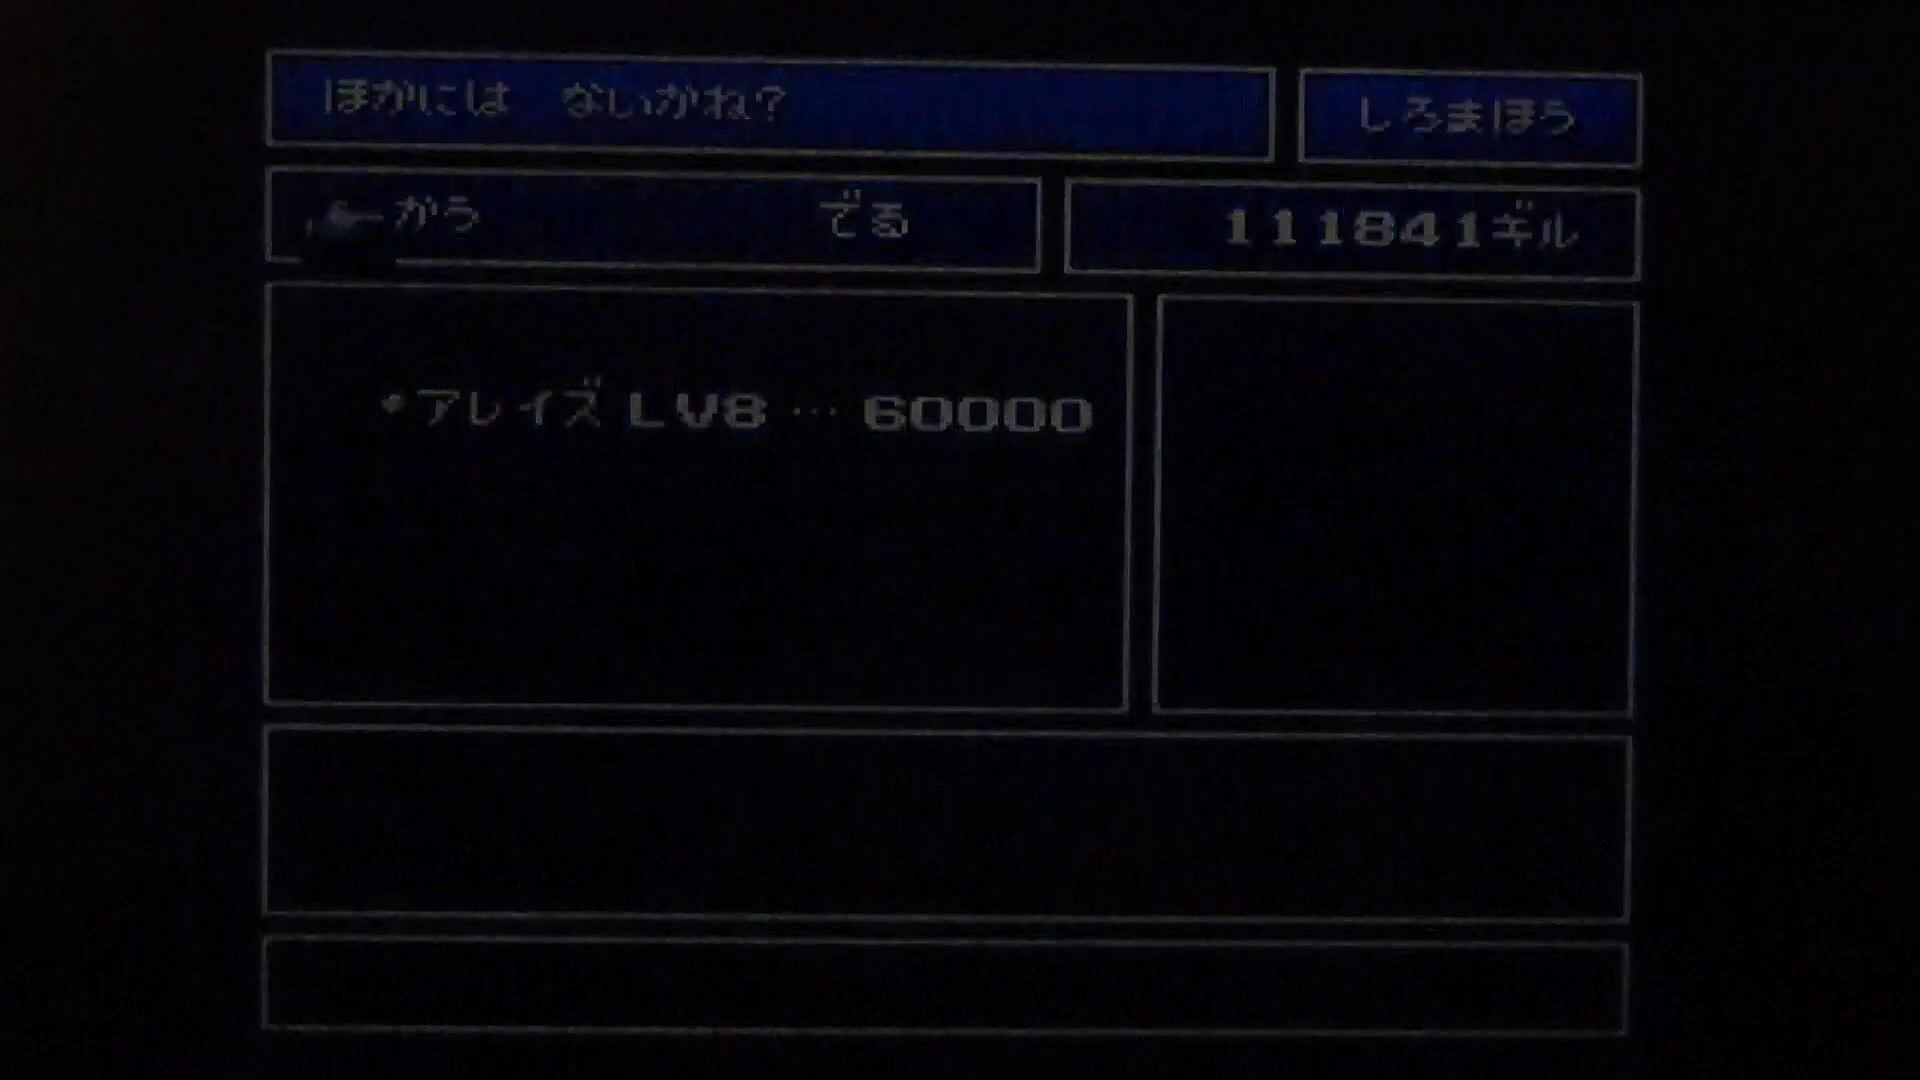 ほかには ないかね?
しろまほう
かう でる
111841ギル
アレイズ LV8 … 60000